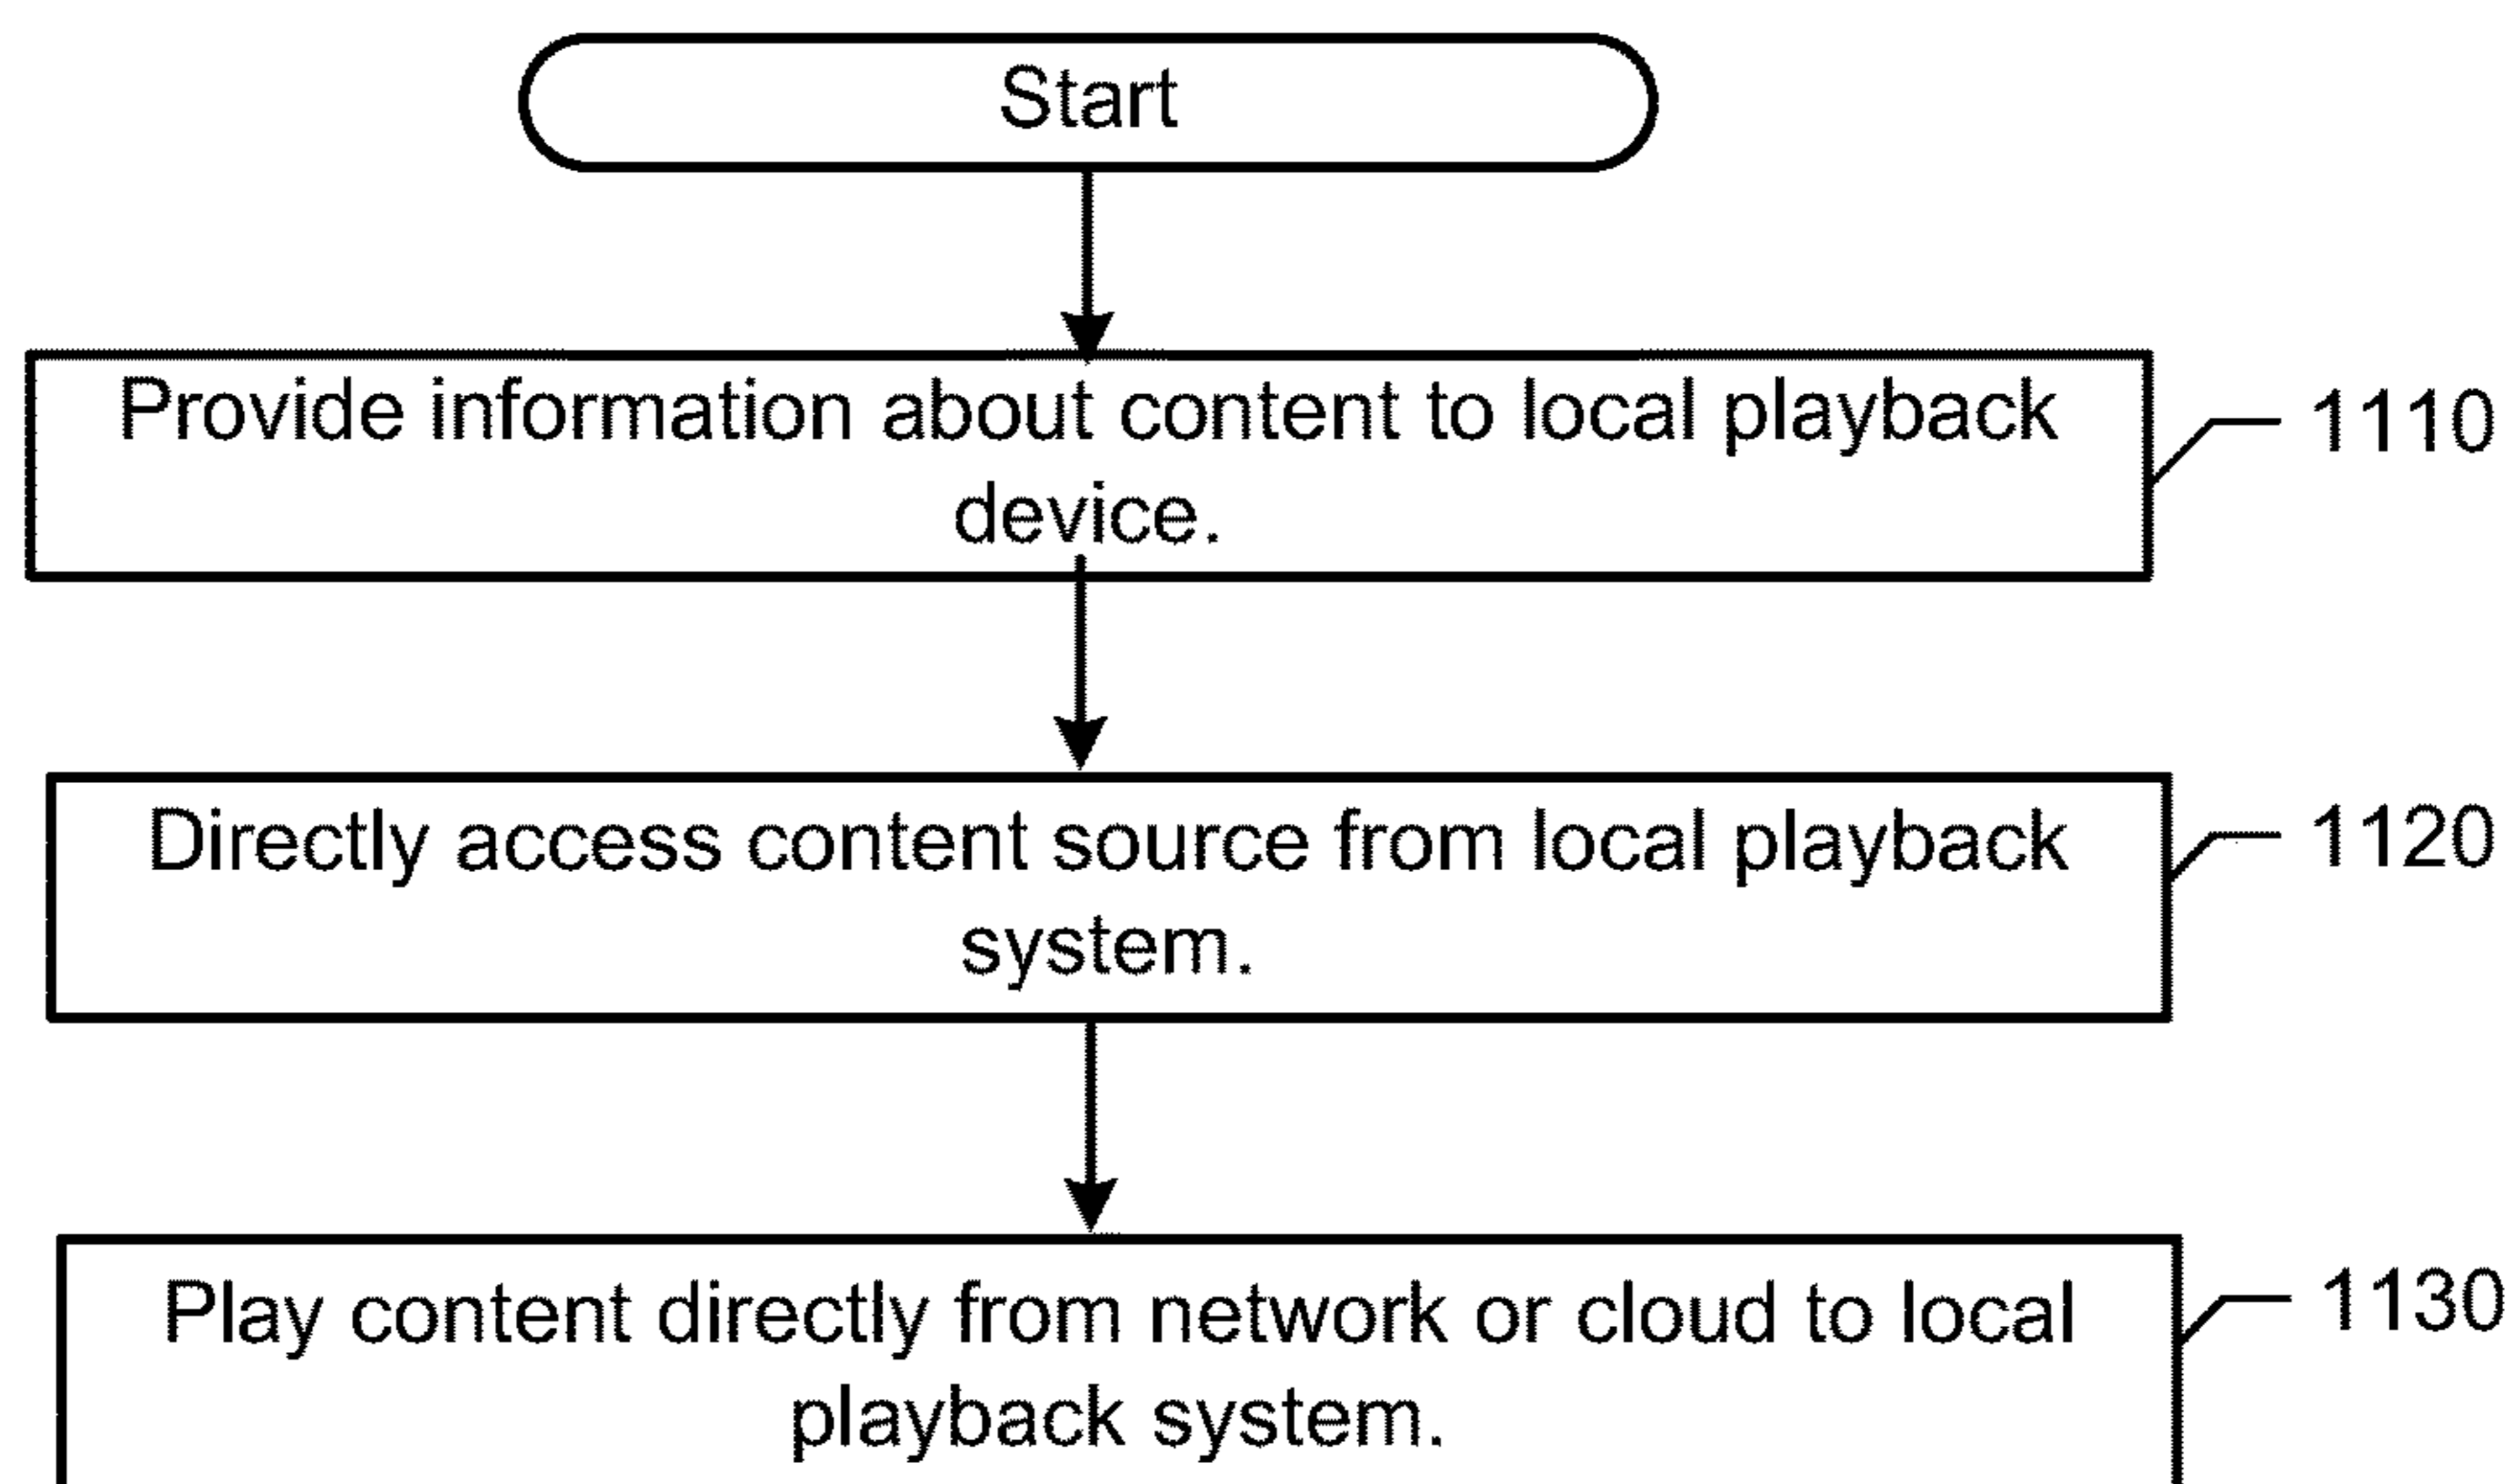 Start
Provide information about content to local playback
device.
1110
Directly access content source from local playback
system.
1120
Play content directly from network or cloud to local
playback system.
1130